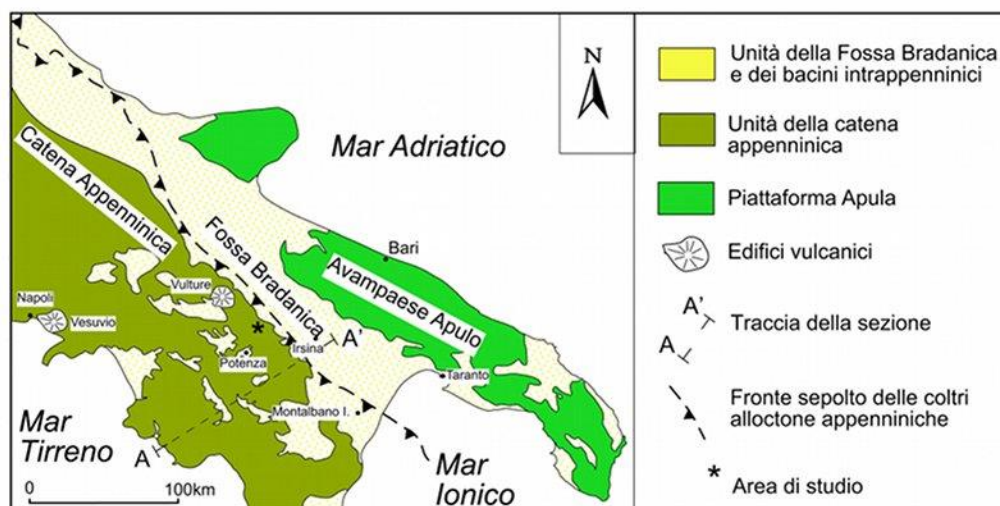 N
Mar Adriatico
Catena Appenninica
Fossa Bradanica
Avampaese Apulo
Bari
Vulture
Napoli
Vesuvio
Irsina
A'
Potenza
Taranto
Montalbano I.
Mar
Tirreno
A
Mar
Ionico
0
100km
Unità della Fossa Bradanica
e dei bacini intrappenninici
Unità della catena
appenninica
Piattaforma Apula
Edifici vulcanici
A'
A
Traccia della sezione
Fronte sepolto delle coltri
alloctone appenniniche
* Area di studio